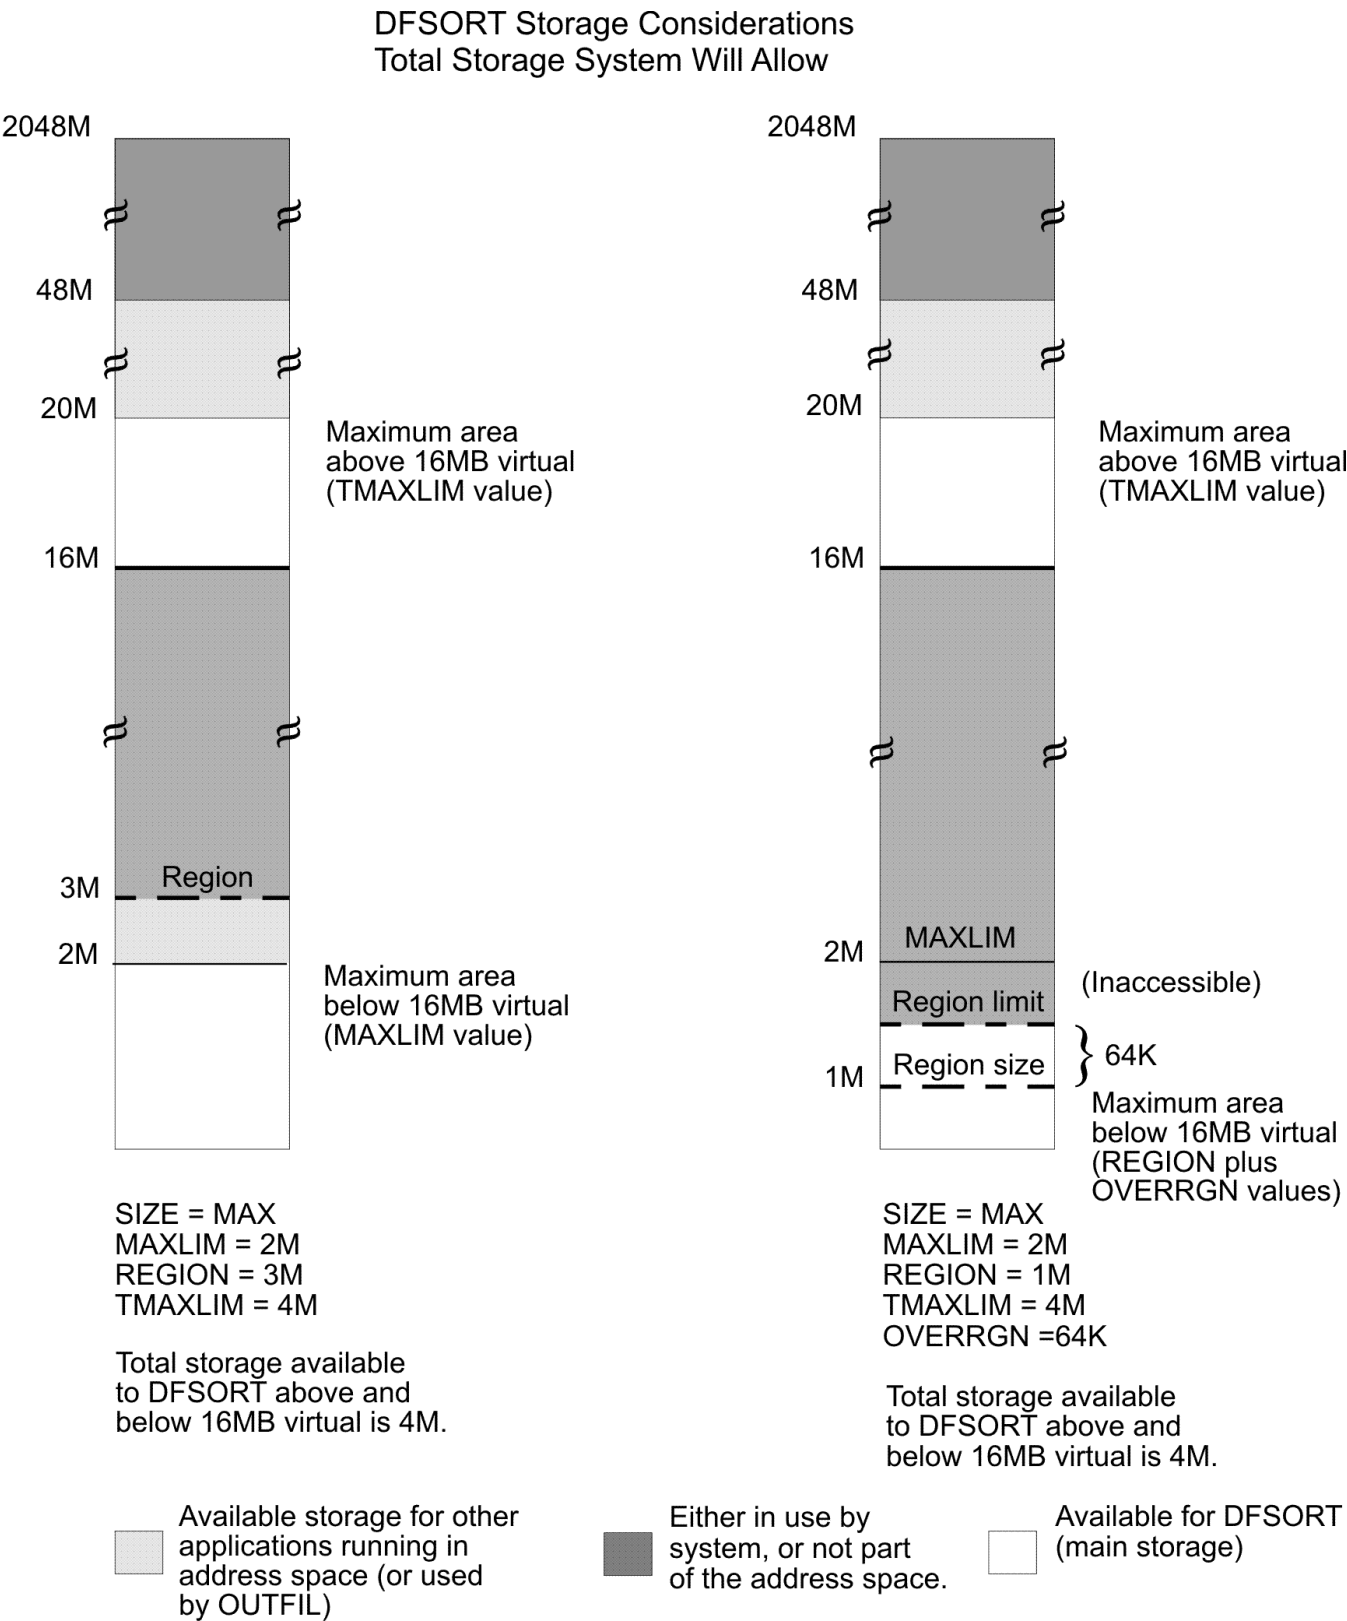 DFSORT Storage Considerations
Total Storage System Will Allow
2048M
48M
20M
Maximum area
above 16MB virtual
(TMAXLIM value)
16M
Region
3M
2M
Maximum area
below 16MB virtual
(MAXLIM value)
SIZE = MAX
MAXLIM = 2M
REGION = 3M
TMAXLIM = 4M
Total storage available
to DFSORT above and
below 16MB virtual is 4M.
2048M
48M
20M
Maximum area
above 16MB virtual
(TMAXLIM value)
16M
MAXLIM
2M
(Inaccessible)
Region limit
64K
Region size
1M
Maximum area
below 16MB virtual
(REGION plus
OVERRGN values)
SIZE = MAX
MAXLIM = 2M
REGION = 1M
TMAXLIM = 4M
OVERRGN =64K
Total storage available
to DFSORT above and
below 16MB virtual is 4M.
Available storage for other
applications running in
address space (or used
by OUTFIL)
Either in use by
system, or not part
of the address space.
Available for DFSORT
(main storage)